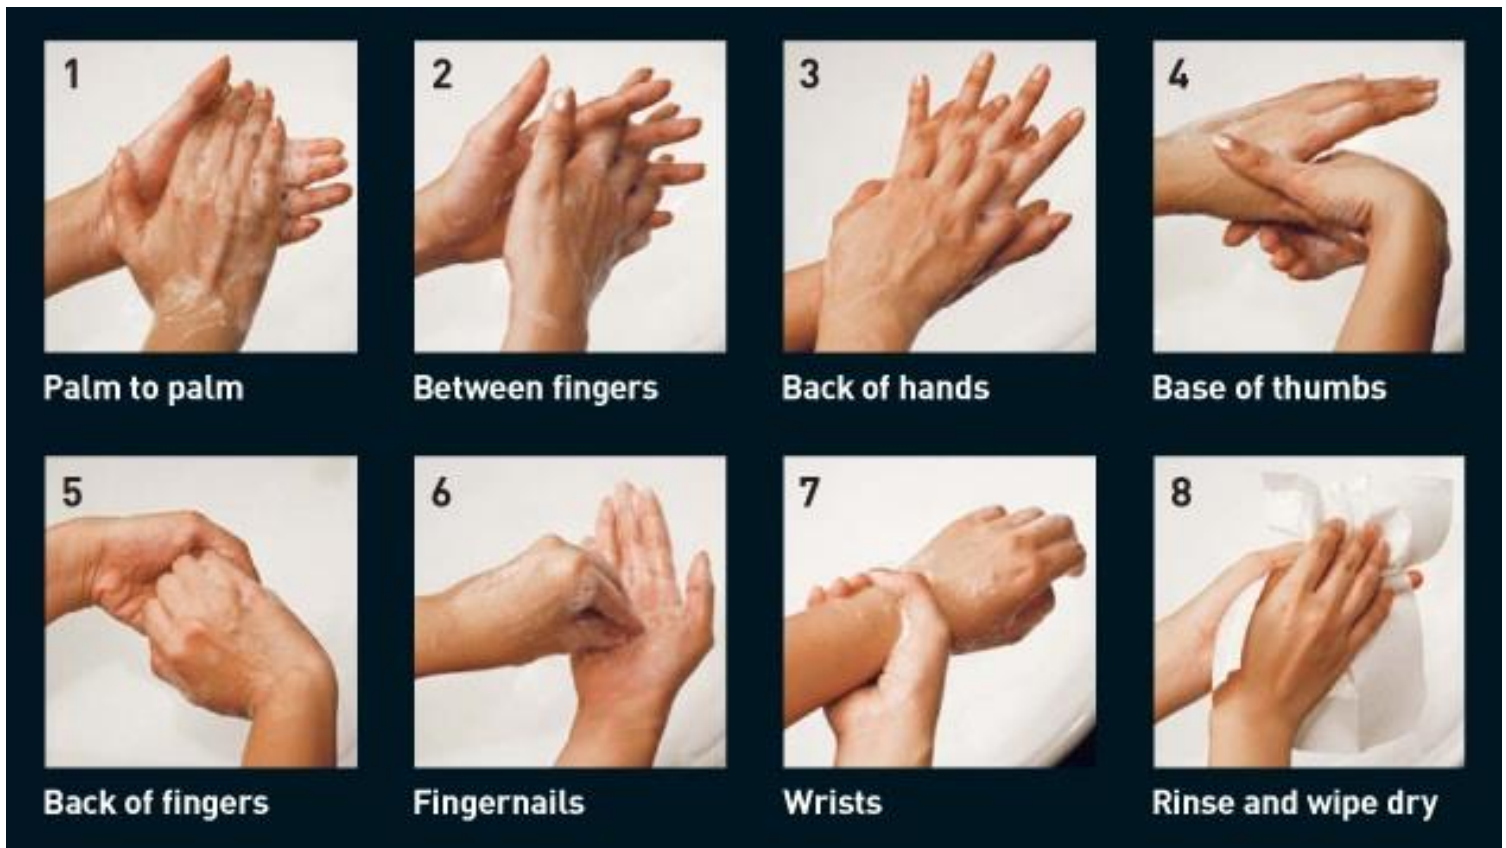 1
2
3
4
Palm to palm
Between fingers
Back of hands
Base of thumbs
5
6
7
8
Back of fingers
Fingernails
Wrists
Rinse and wipe dry